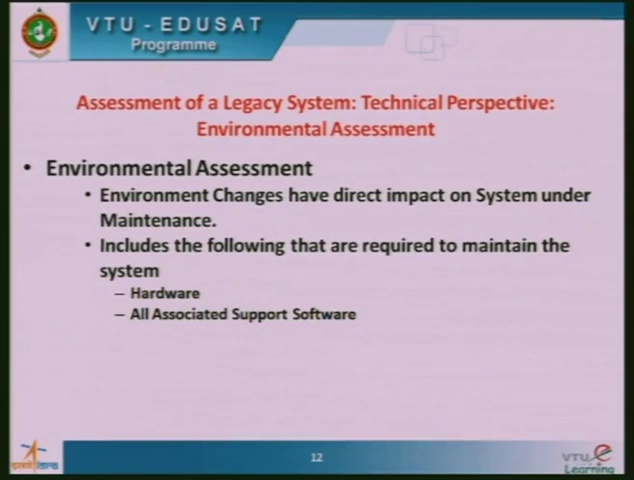 VTU - EDUSAT
Programme
Assessment of a Legacy System: Technical Perspective:
Environmental Assessment
• Environmental Assessment
• Environment Changes have direct impact on System under
Maintenance.
• Includes the following that are required to maintain the
system
– Hardware
– All Associated Support Software
12
VTU e
Learning